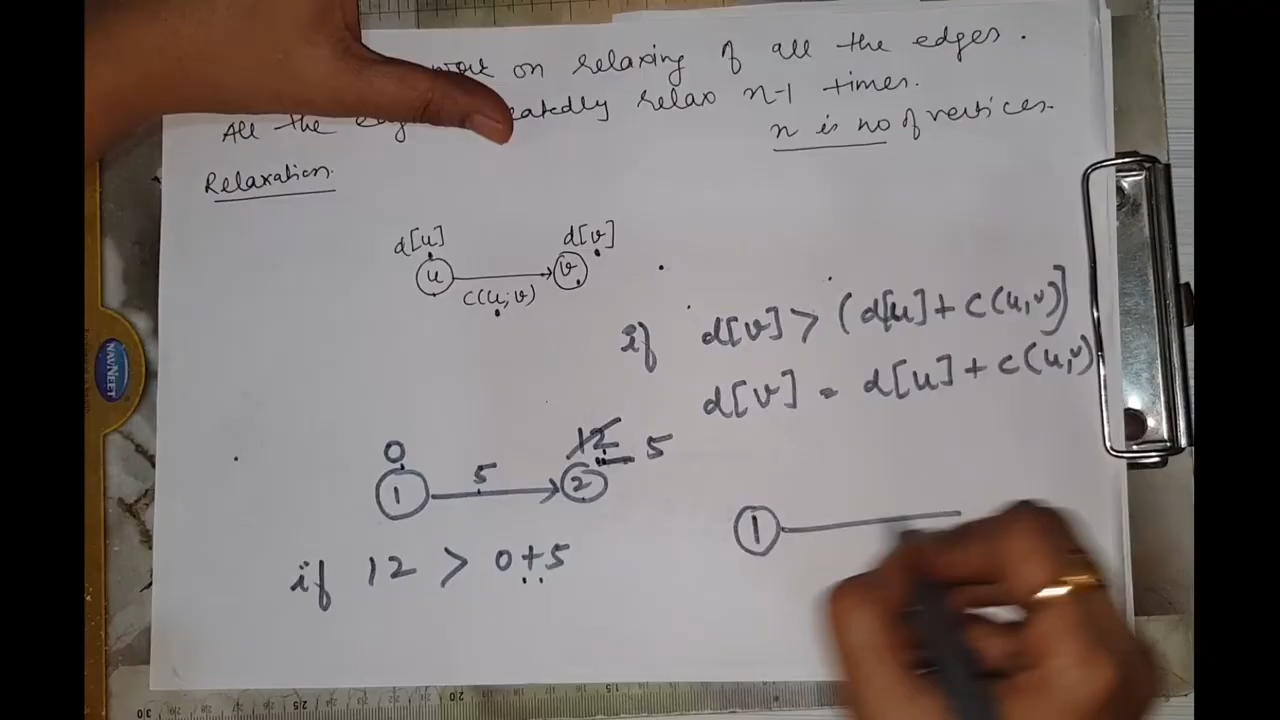 on relaxing of all the edges.
All the relax n-1 times.
n is no of vertices.
Relaxation.
d[u] d[v]
u v
C(u,v)
if d[v] > (d[u] + c(u,v)]
d[v] = d[u] + c(u,v)
0 12 5
1 5 2
1
if 12 > 0+5
NAVNEET